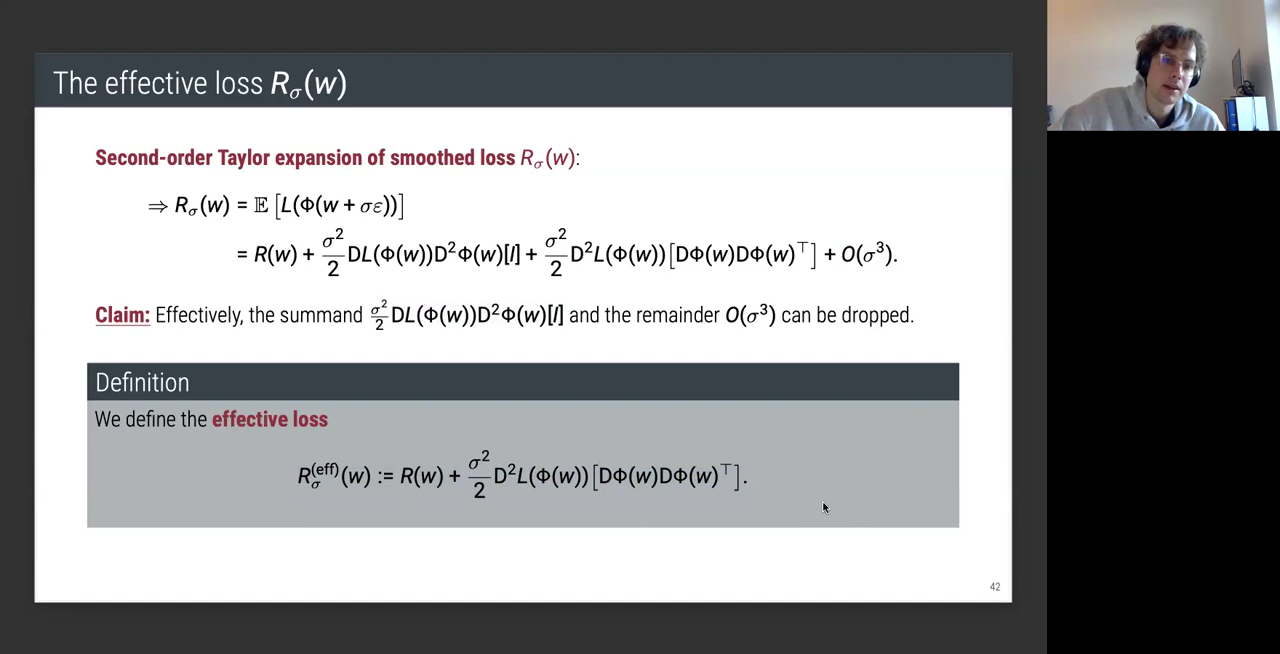 The effective loss R_σ(w)
Second-order Taylor expansion of smoothed loss R_σ(w):
⇒ R_σ(w) = 𝔼 [L(Φ(w + σε))]
= R(w) + σ²/2 DL(Φ(w))D²Φ(w)[I] + σ²/2 D²L(Φ(w))[DΦ(w)DΦ(w)^⊤] + O(σ³).
Claim: Effectively, the summand σ²/2 DL(Φ(w))D²Φ(w)[I] and the remainder O(σ³) can be dropped.
Definition
We define the effective loss
R_σ^(eff)(w) := R(w) + σ²/2 D²L(Φ(w))[DΦ(w)DΦ(w)^⊤].
42